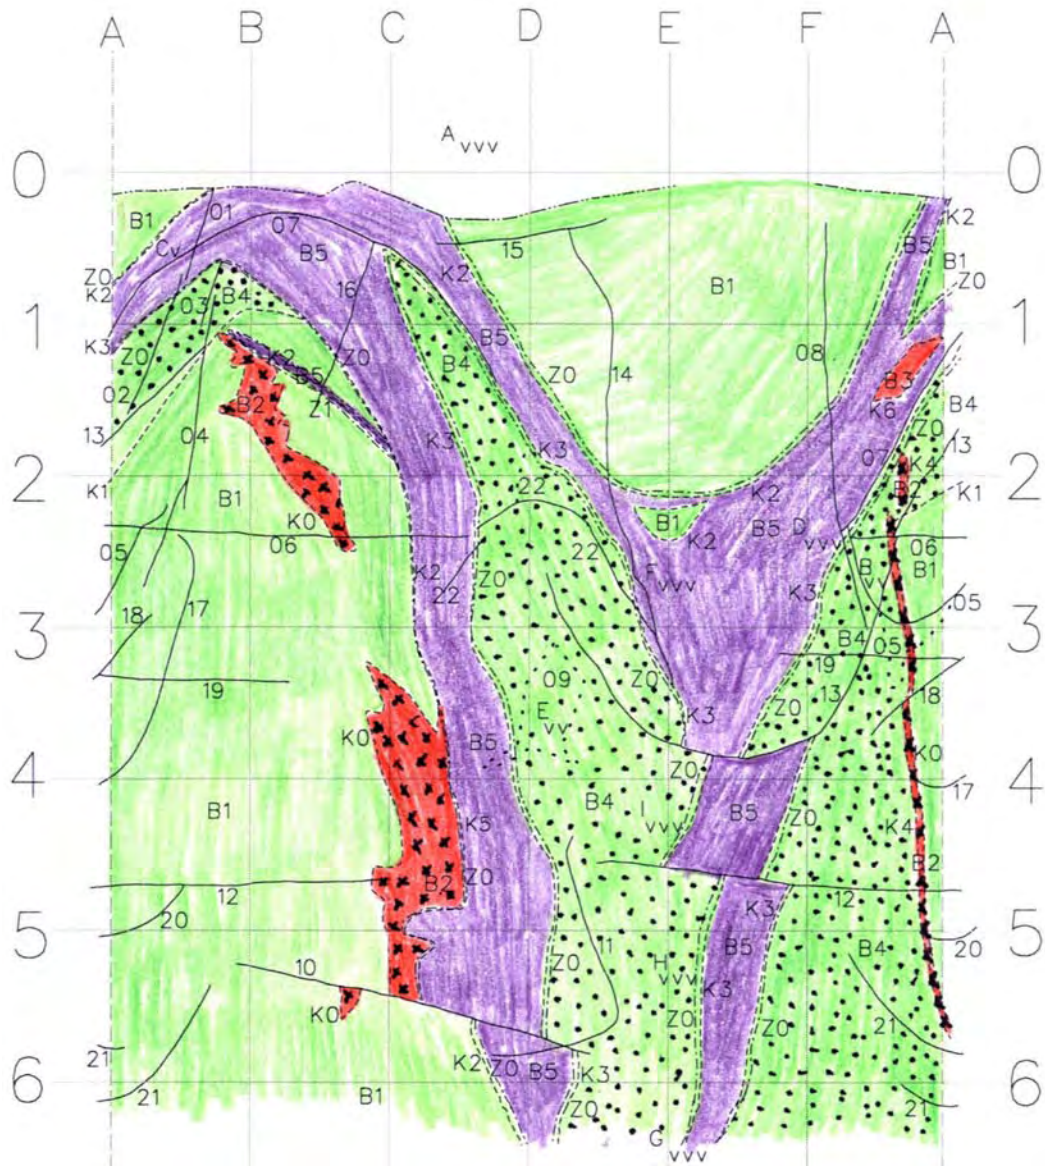 A B C D E F A
A vvv
0 0
B1 01 07 K2
Cv B5 15 B5
Z0 K2 B1 Z0
K2 03 B4 16 B5 B1
1 1
K3 Z0 K2 Z0 B4 14 08 B3
02 B5 Z0 K6 B4
B2 Z1 Z0
13 04 K3 K3 07 13
2 2
K1 B1 22 K2 K4 K1
K0 B1 B5 D vvv B2
05 06 22 K2 06
K2 Z0 F vvv K3 B vv B1
22 05
18 17
3 3
19 09 Z0 B4 05
19 18
E vv K3 Z0 13
K0 B5 Z0 K0
4 4
B1 B4 B5 Z0 17
K5 I vvv K4
B2 Z0 B2
12 K3 12
5 5
20 11 B5 B4 20
10 Z0 H vvv K3
K0 Z0 Z0 21
21 K2 Z0 B5 K3
6 6
21 B1 Z0 21
G vvv